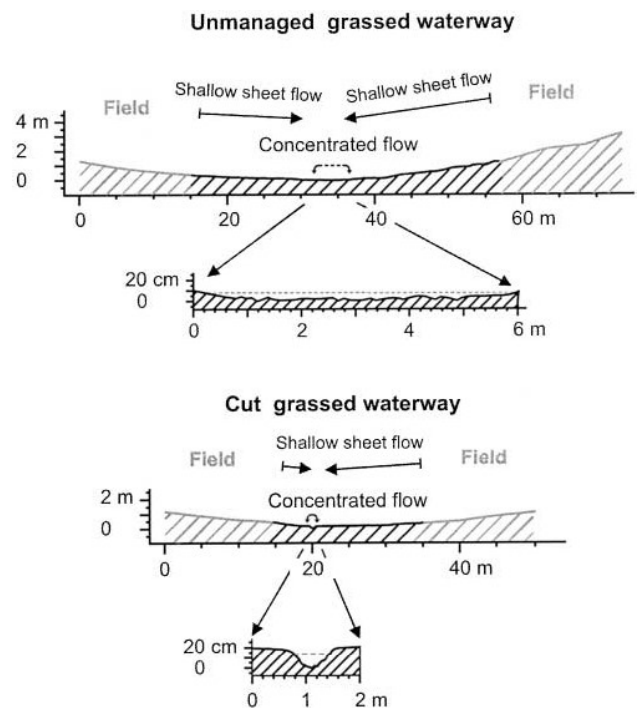 Unmanaged grassed waterway
Field Shallow sheet flow Shallow sheet flow Field
4 m
2
0
Concentrated flow
0 20 40 60 m
20 cm
0
0 2 4 6 m
Cut grassed waterway
Field Shallow sheet flow Field
2 m
0
Concentrated flow
0 20 40 m
20 cm
0
0 1 2 m